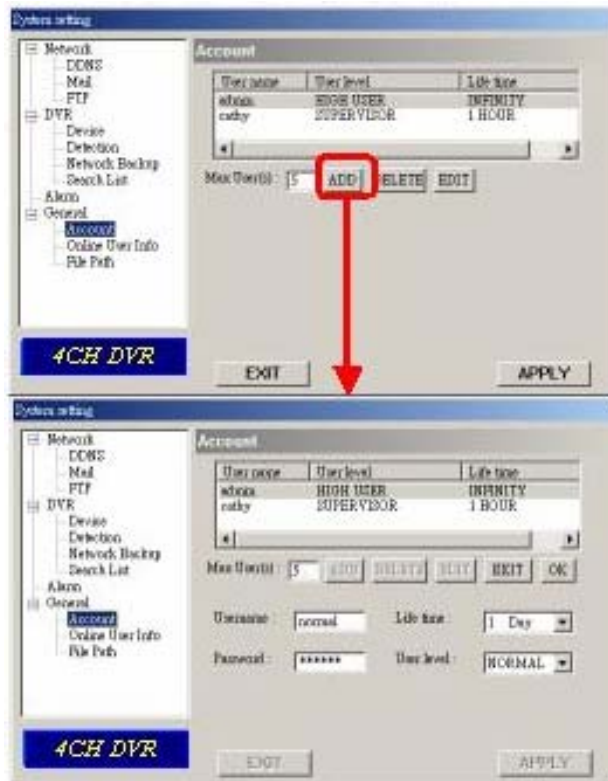 System setting
Network
DDNS
Mail
FTP
DVR
Device
Detection
Network Backup
Search List
Alarm
General
Account
Online User Info
File Path
4CH DVR
Account
User name User level Life time
admin HIGH USER INFINITY
cathy SUPERVISOR 1 HOUR
Max User(s) : 5 ADD DELETE EDIT
EXIT APPLY
System setting
Network
DDNS
Mail
FTP
DVR
Device
Detection
Network Backup
Search List
Alarm
General
Account
Online User Info
File Path
4CH DVR
Account
User name User level Life time
admin HIGH USER INFINITY
cathy SUPERVISOR 1 HOUR
Max User(s) : 5 ADD DELETE EDIT EXIT OK
Username normal Life time : 1 Day
Password : ****** User level : NORMAL
EXIT APPLY